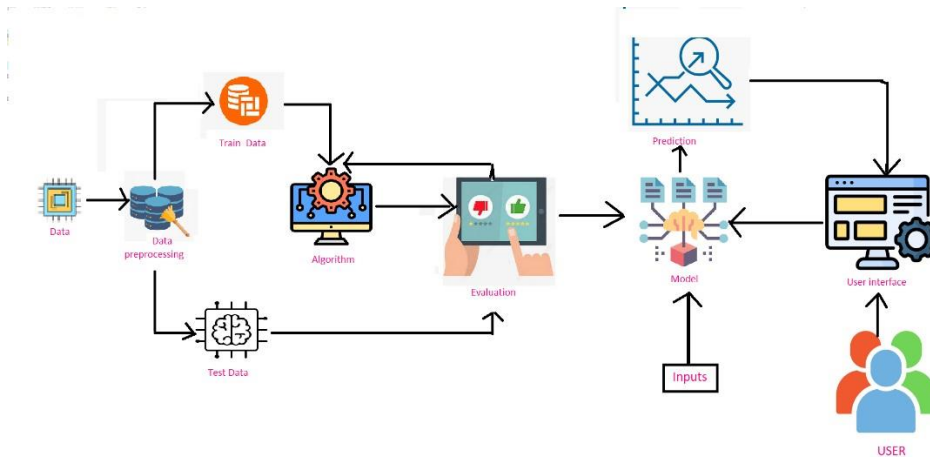 Train Data
Prediction
Data
Data
preprocessing
Algorithm
Evaluation
Model
User interface
Test Data
Inputs
USER